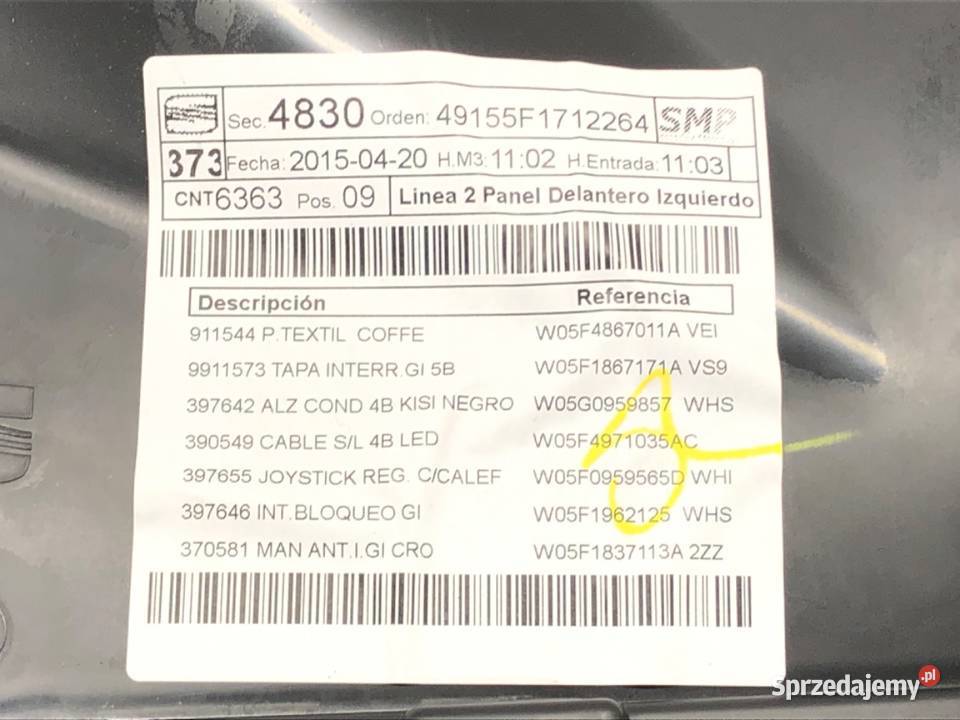 Sec. 4830 Orden: 49155F1712264 SMP
373 Fecha: 2015-04-20 H.M3: 11:02 H.Entrada: 11:03
CNT6363 Pos. 09 Linea 2 Panel Delantero Izquierdo
Descripción Referencia
911544 P.TEXTIL COFFE W05F4867011A VEI
9911573 TAPA INTERR.GI 5B W05F1867171A VS9
397642 ALZ COND 4B KISI NEGRO W05G0959857 WHS
390549 CABLE S/L 4B LED W05F4971035AC
397655 JOYSTICK REG. C/CALEF W05F0959565D WHI
397646 INT.BLOQUEO GI W05F1962125 WHS
370581 MAN ANT.I.GI CRO W05F1837113A 2ZZ
Sprzedajemy.pl